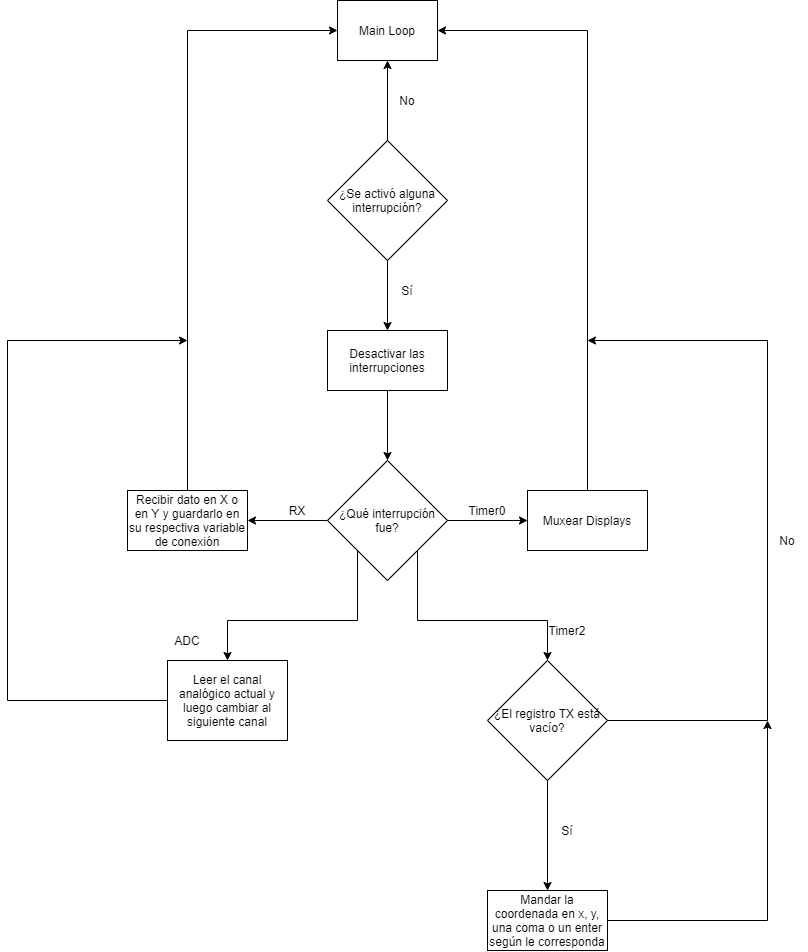 Main Loop
No
¿Se activó alguna
interrupción?
Sí
Desactivar las
interrupciones
Recibir dato en X o
en Y y guardarlo en
su respectiva variable
de conexión
RX
¿Qué interrupción
fue?
Timer0
Muxear Displays
No
ADC
Timer2
Leer el canal
analógico actual y
luego cambiar al
siguiente canal
¿El registro TX está
vacío?
Sí
Mandar la
coordenada en x, y,
una coma o un enter
según le corresponda